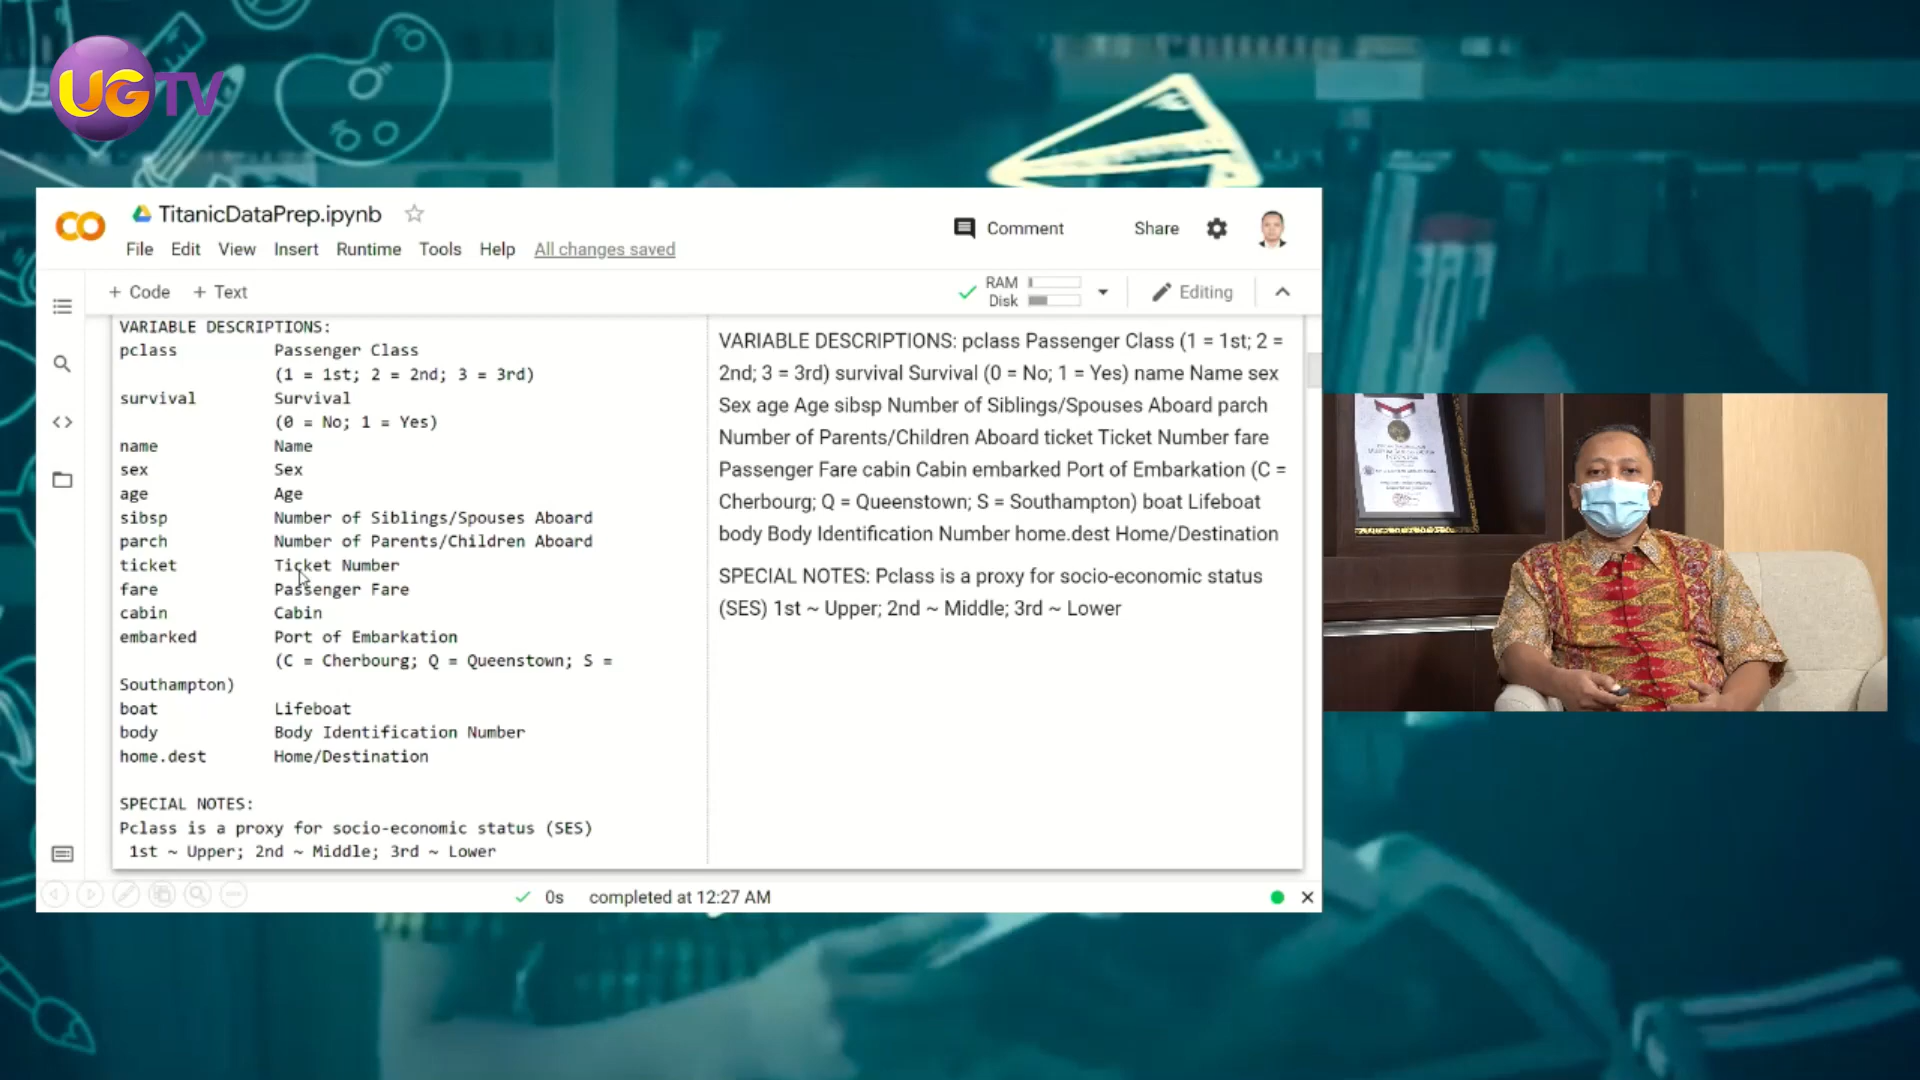 UGTV
TitanicDataPrep.ipynb
Comment
Share
File Edit View Insert Runtime Tools Help All changes saved
+ Code + Text
RAM
Disk
Editing
VARIABLE DESCRIPTIONS:
pclass Passenger Class
(1 = 1st; 2 = 2nd; 3 = 3rd)
survival Survival
(0 = No; 1 = Yes)
name Name
sex Sex
age Age
sibsp Number of Siblings/Spouses Aboard
parch Number of Parents/Children Aboard
ticket Ticket Number
fare Passenger Fare
cabin Cabin
embarked Port of Embarkation
(C = Cherbourg; Q = Queenstown; S =
Southampton)
boat Lifeboat
body Body Identification Number
home.dest Home/Destination
SPECIAL NOTES:
Pclass is a proxy for socio-economic status (SES)
1st ~ Upper; 2nd ~ Middle; 3rd ~ Lower
VARIABLE DESCRIPTIONS: pclass Passenger Class (1 = 1st; 2 =
2nd; 3 = 3rd) survival Survival (0 = No; 1 = Yes) name Name sex
Sex age Age sibsp Number of Siblings/Spouses Aboard parch
Number of Parents/Children Aboard ticket Ticket Number fare
Passenger Fare cabin Cabin embarked Port of Embarkation (C =
Cherbourg; Q = Queenstown; S = Southampton) boat Lifeboat
body Body Identification Number home.dest Home/Destination
SPECIAL NOTES: Pclass is a proxy for socio-economic status
(SES) 1st ~ Upper; 2nd ~ Middle; 3rd ~ Lower
0s completed at 12:27 AM